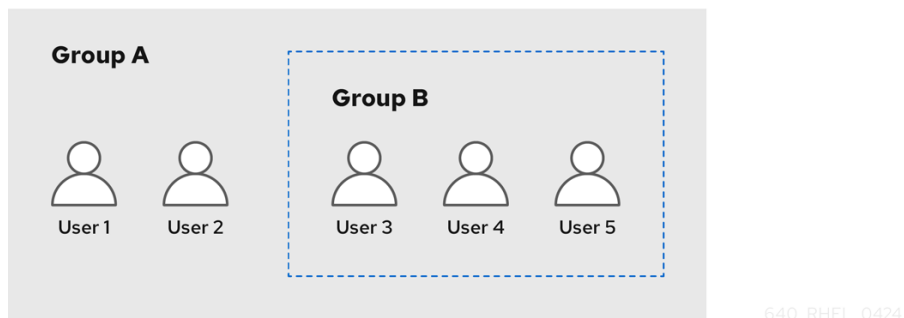 Group A
Group B
User 1
User 2
User 3
User 4
User 5
640_RHEL_0424